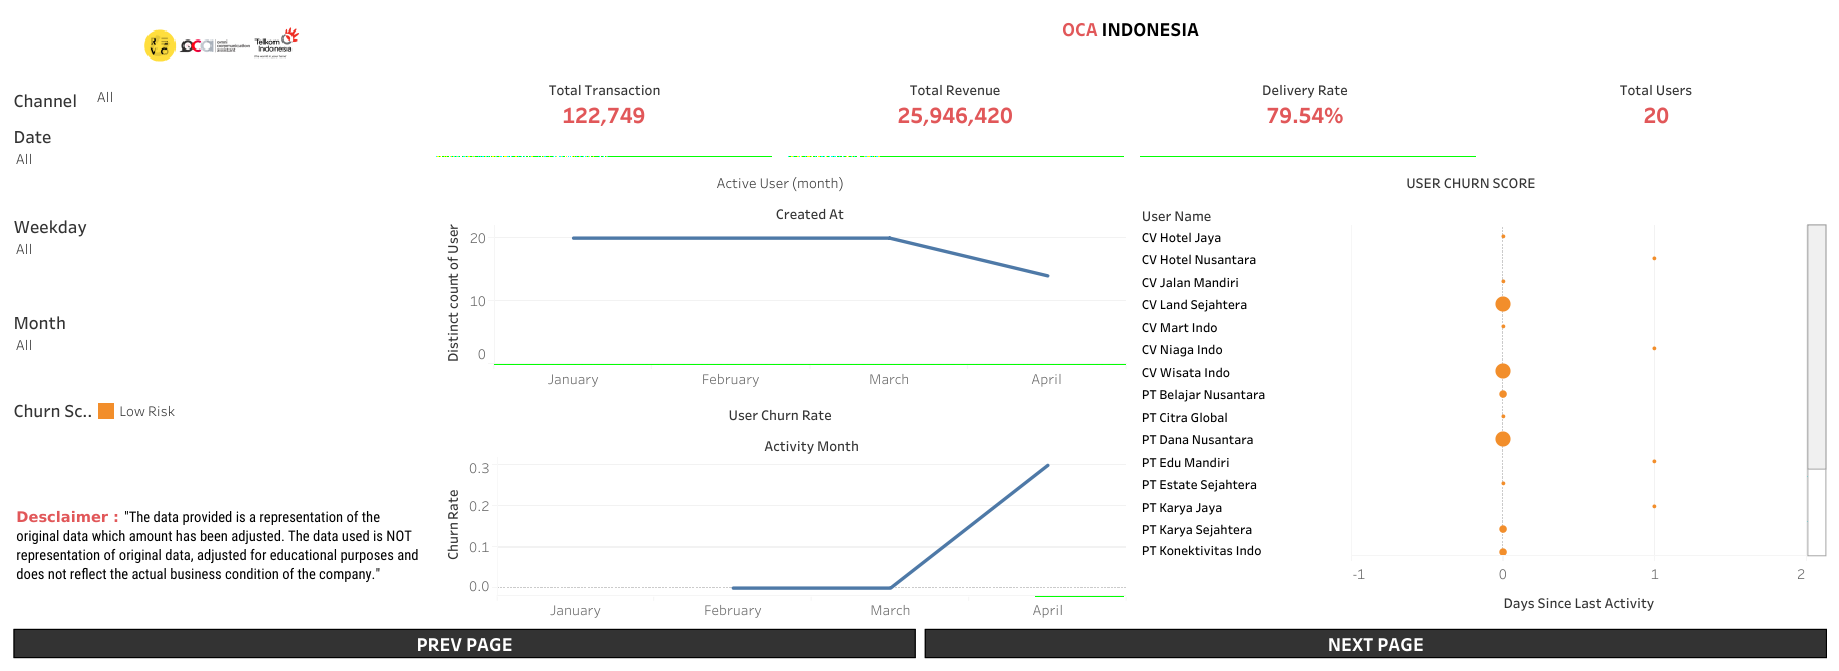 OCA INDONESIA
Telkom
Indonesia
Channel All
Date
All
Weekday
All
Month
All
Churn Sc.. Low Risk
Desclaimer : "The data provided is a representation of the
original data which amount has been adjusted. The data used is NOT
representation of original data, adjusted for educational purposes and
does not reflect the actual business condition of the company."
Total Transaction
122,749
Total Revenue
25,946,420
Delivery Rate
79.54%
Total Users
20
Active User (month)
Created At
Distinct count of User
20
10
0
January February March April
User Churn Rate
Activity Month
Churn Rate
0.3
0.2
0.1
0.0
January February March April
USER CHURN SCORE
User Name
CV Hotel Jaya
CV Hotel Nusantara
CV Jalan Mandiri
CV Land Sejahtera
CV Mart Indo
CV Niaga Indo
CV Wisata Indo
PT Belajar Nusantara
PT Citra Global
PT Dana Nusantara
PT Edu Mandiri
PT Estate Sejahtera
PT Karya Jaya
PT Karya Sejahtera
PT Konektivitas Indo
-1 0 1 2
Days Since Last Activity
PREV PAGE
NEXT PAGE